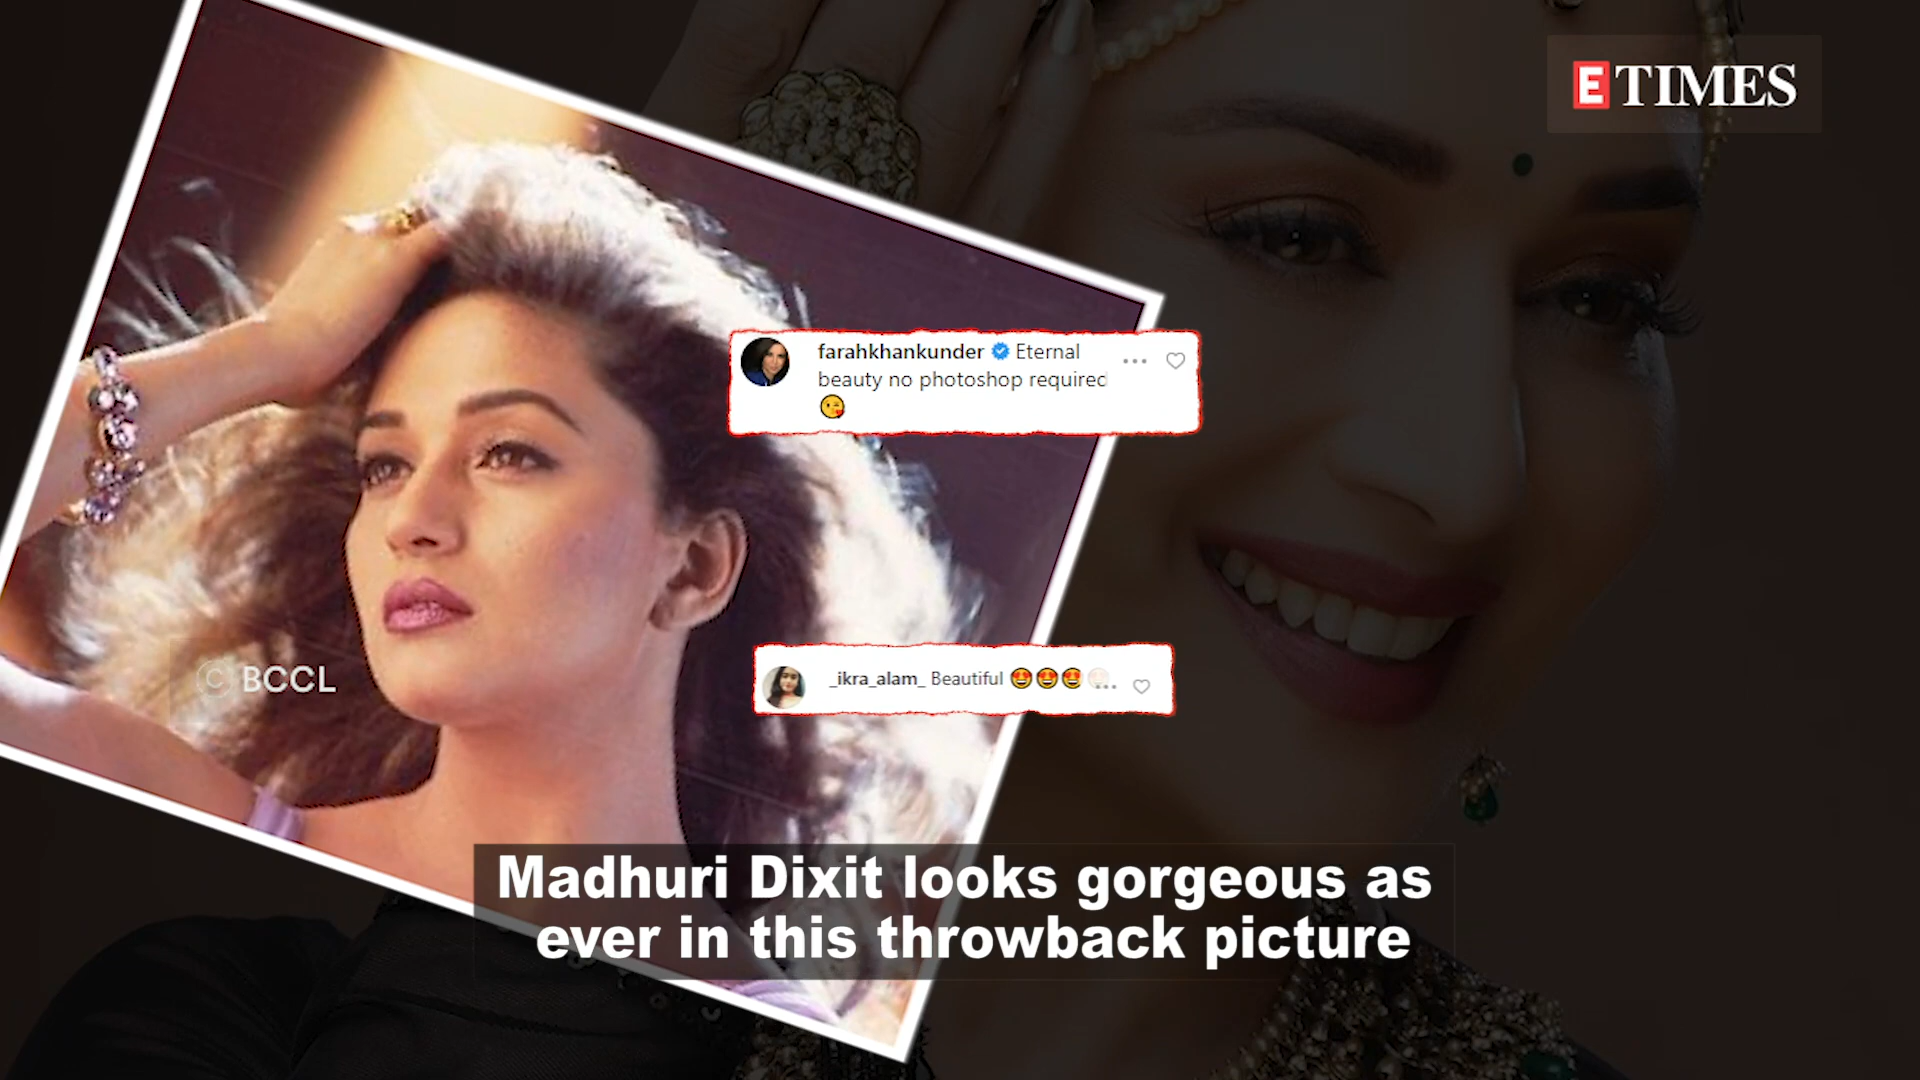 E TIMES
farahkhankunder Eternal
beauty no photoshop required
😘
_ikra_alam_ Beautiful 😍😍😍
© BCCL
Madhuri Dixit looks gorgeous as
ever in this throwback picture